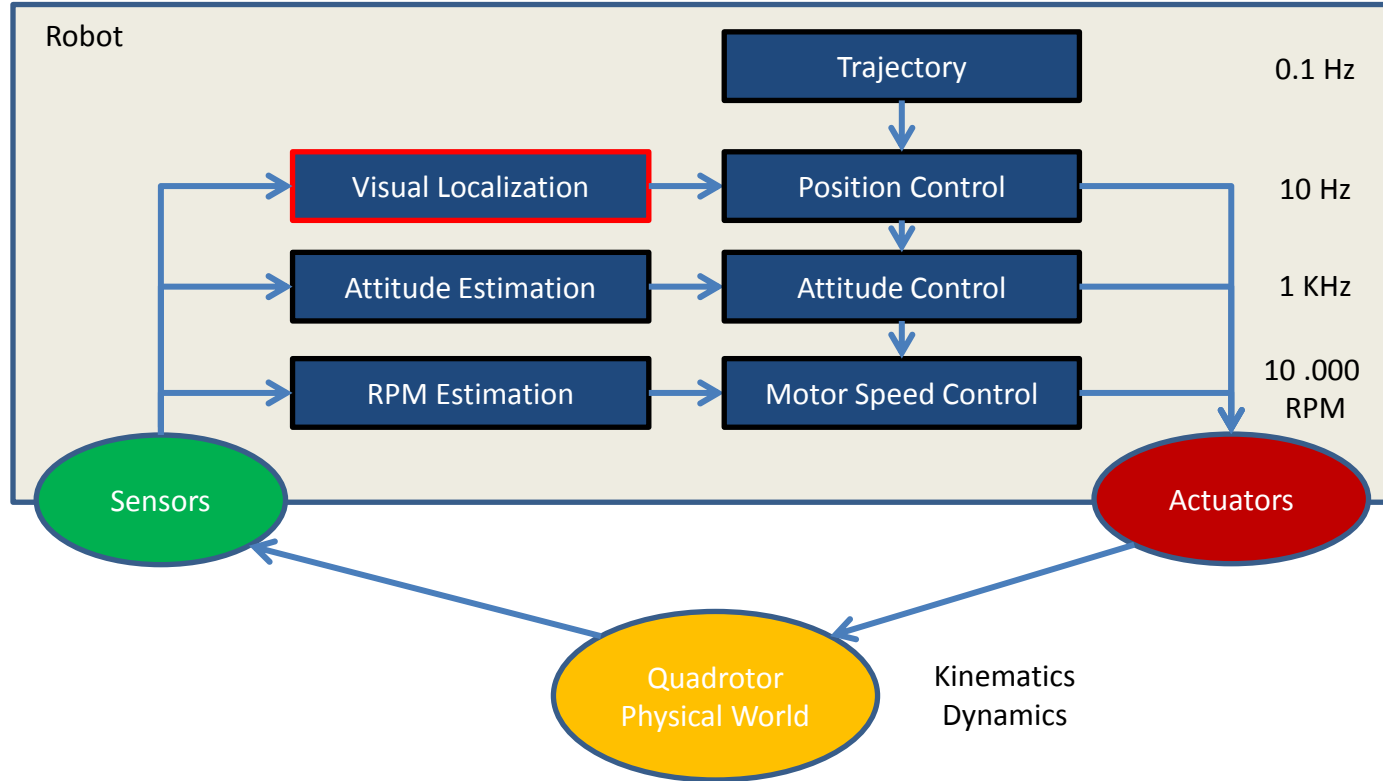 Robot
Trajectory
0.1 Hz
Visual Localization
Position Control
10 Hz
Attitude Estimation
Attitude Control
1 KHz
RPM Estimation
Motor Speed Control
10 .000
RPM
Sensors
Actuators
Quadrotor
Physical World
Kinematics
Dynamics